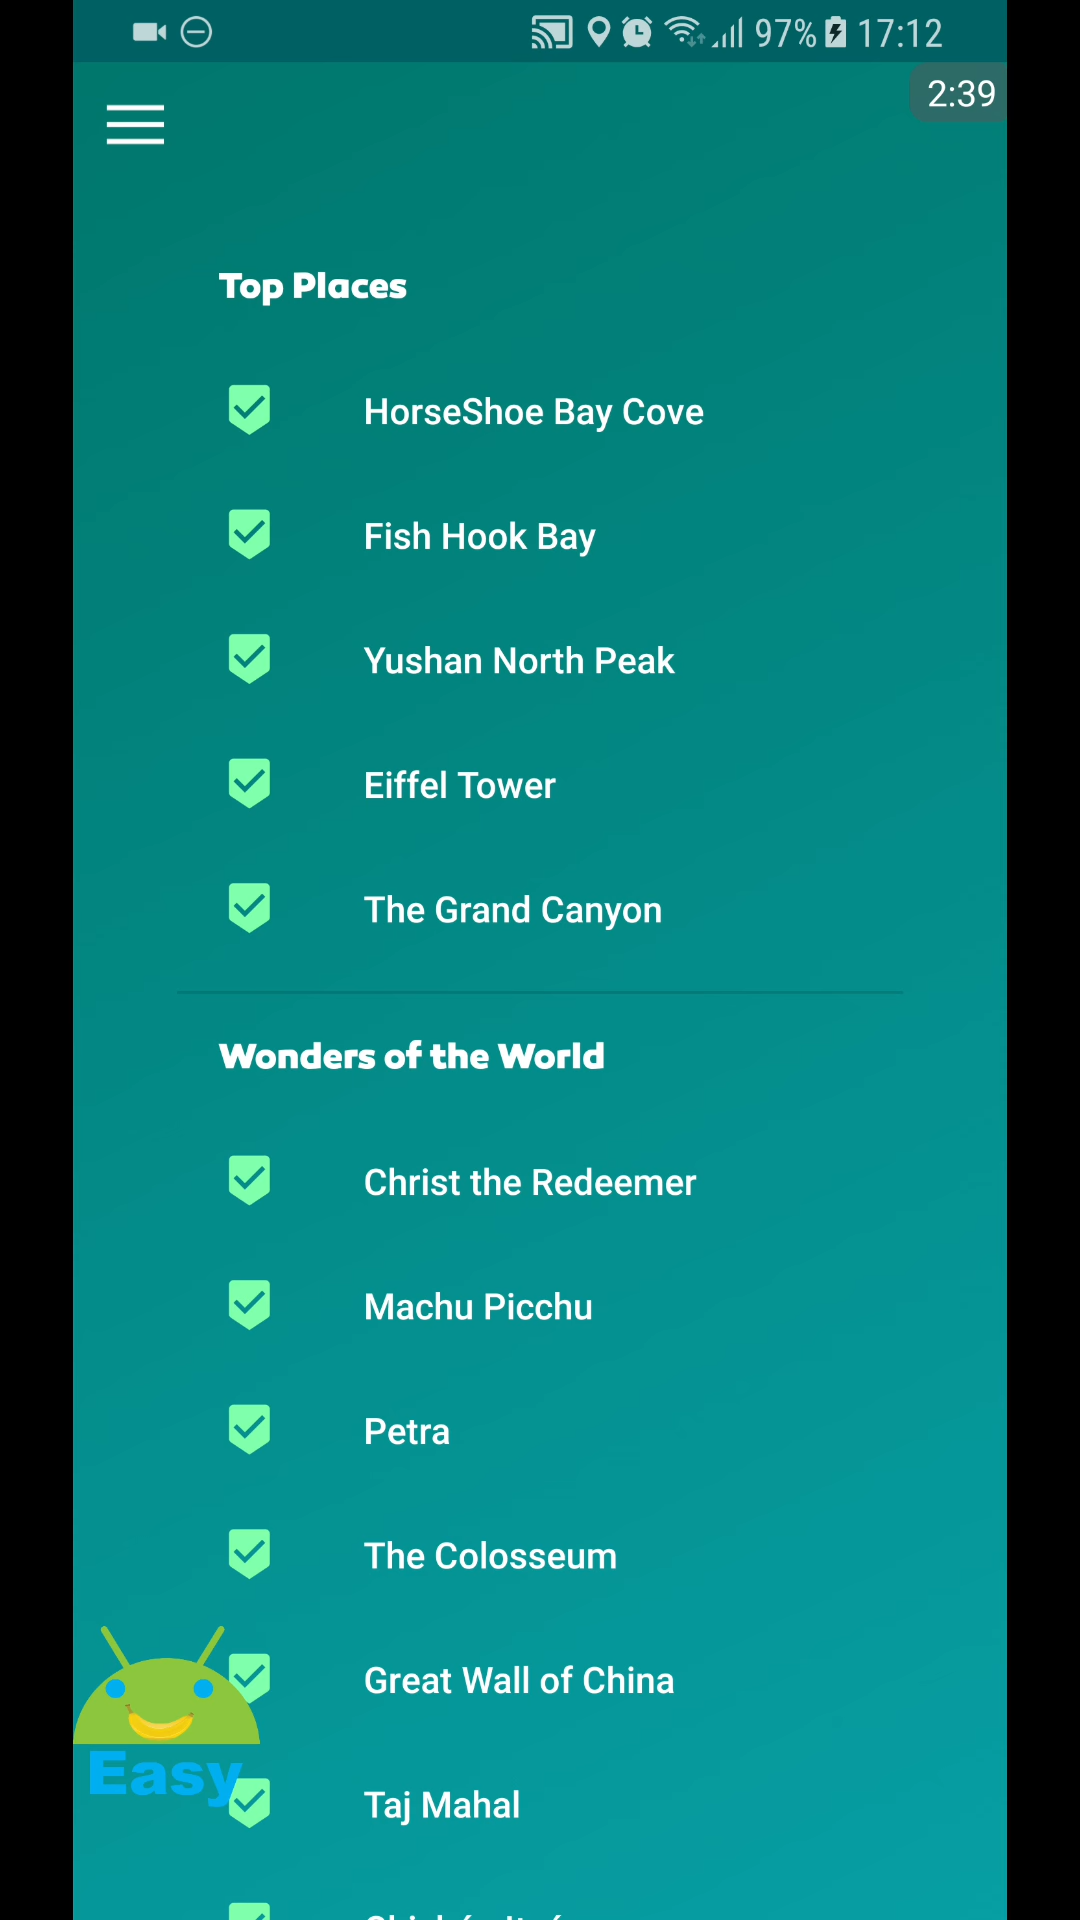 97% 17:12
2:39
Top Places
HorseShoe Bay Cove
Fish Hook Bay
Yushan North Peak
Eiffel Tower
The Grand Canyon
Wonders of the World
Christ the Redeemer
Machu Picchu
Petra
The Colosseum
Great Wall of China
Easy
Taj Mahal